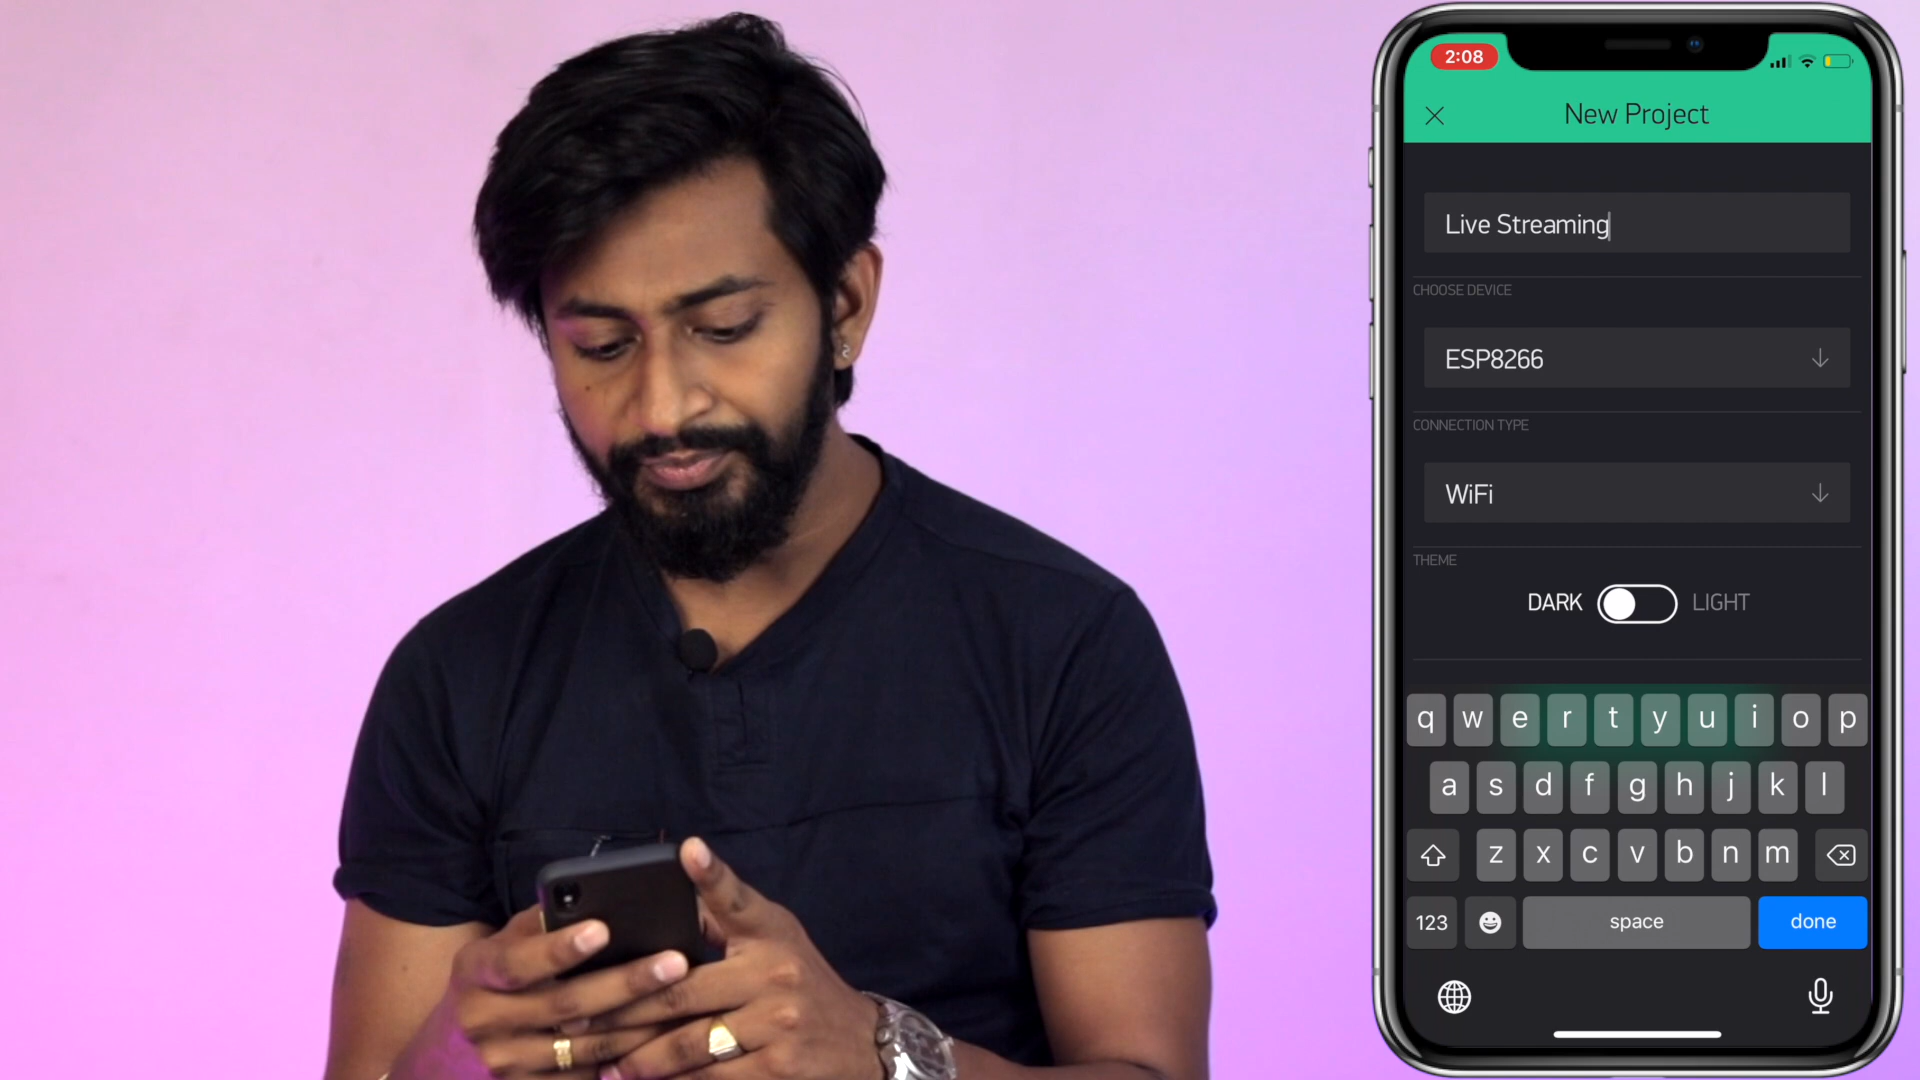 2:08
New Project
Live Streaming
CHOOSE DEVICE
ESP8266
CONNECTION TYPE
WiFi
THEME
DARK LIGHT
q w e r t y u i o p
a s d f g h j k l
z x c v b n m
123 space done